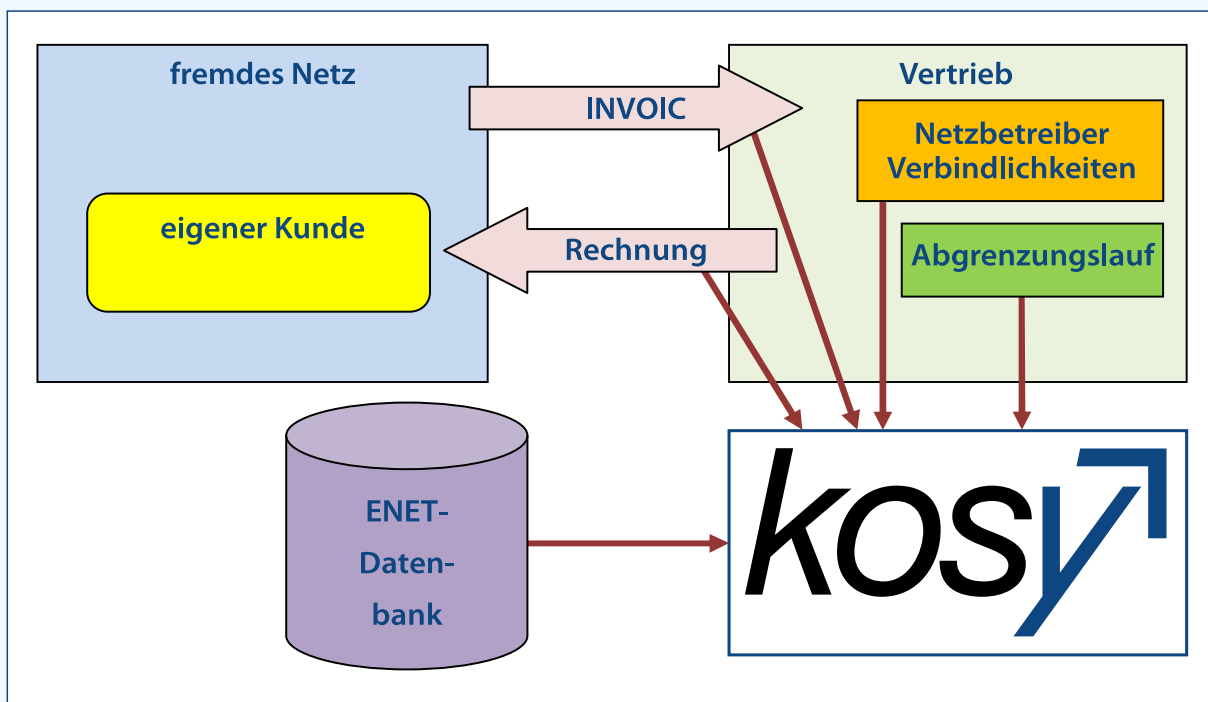 fremdes Netz
Vertrieb
INVOIC
Netzbetreiber
Verbindlichkeiten
eigener Kunde
Rechnung
Abgrenzungslauf
ENET-
Daten-
bank
kosy